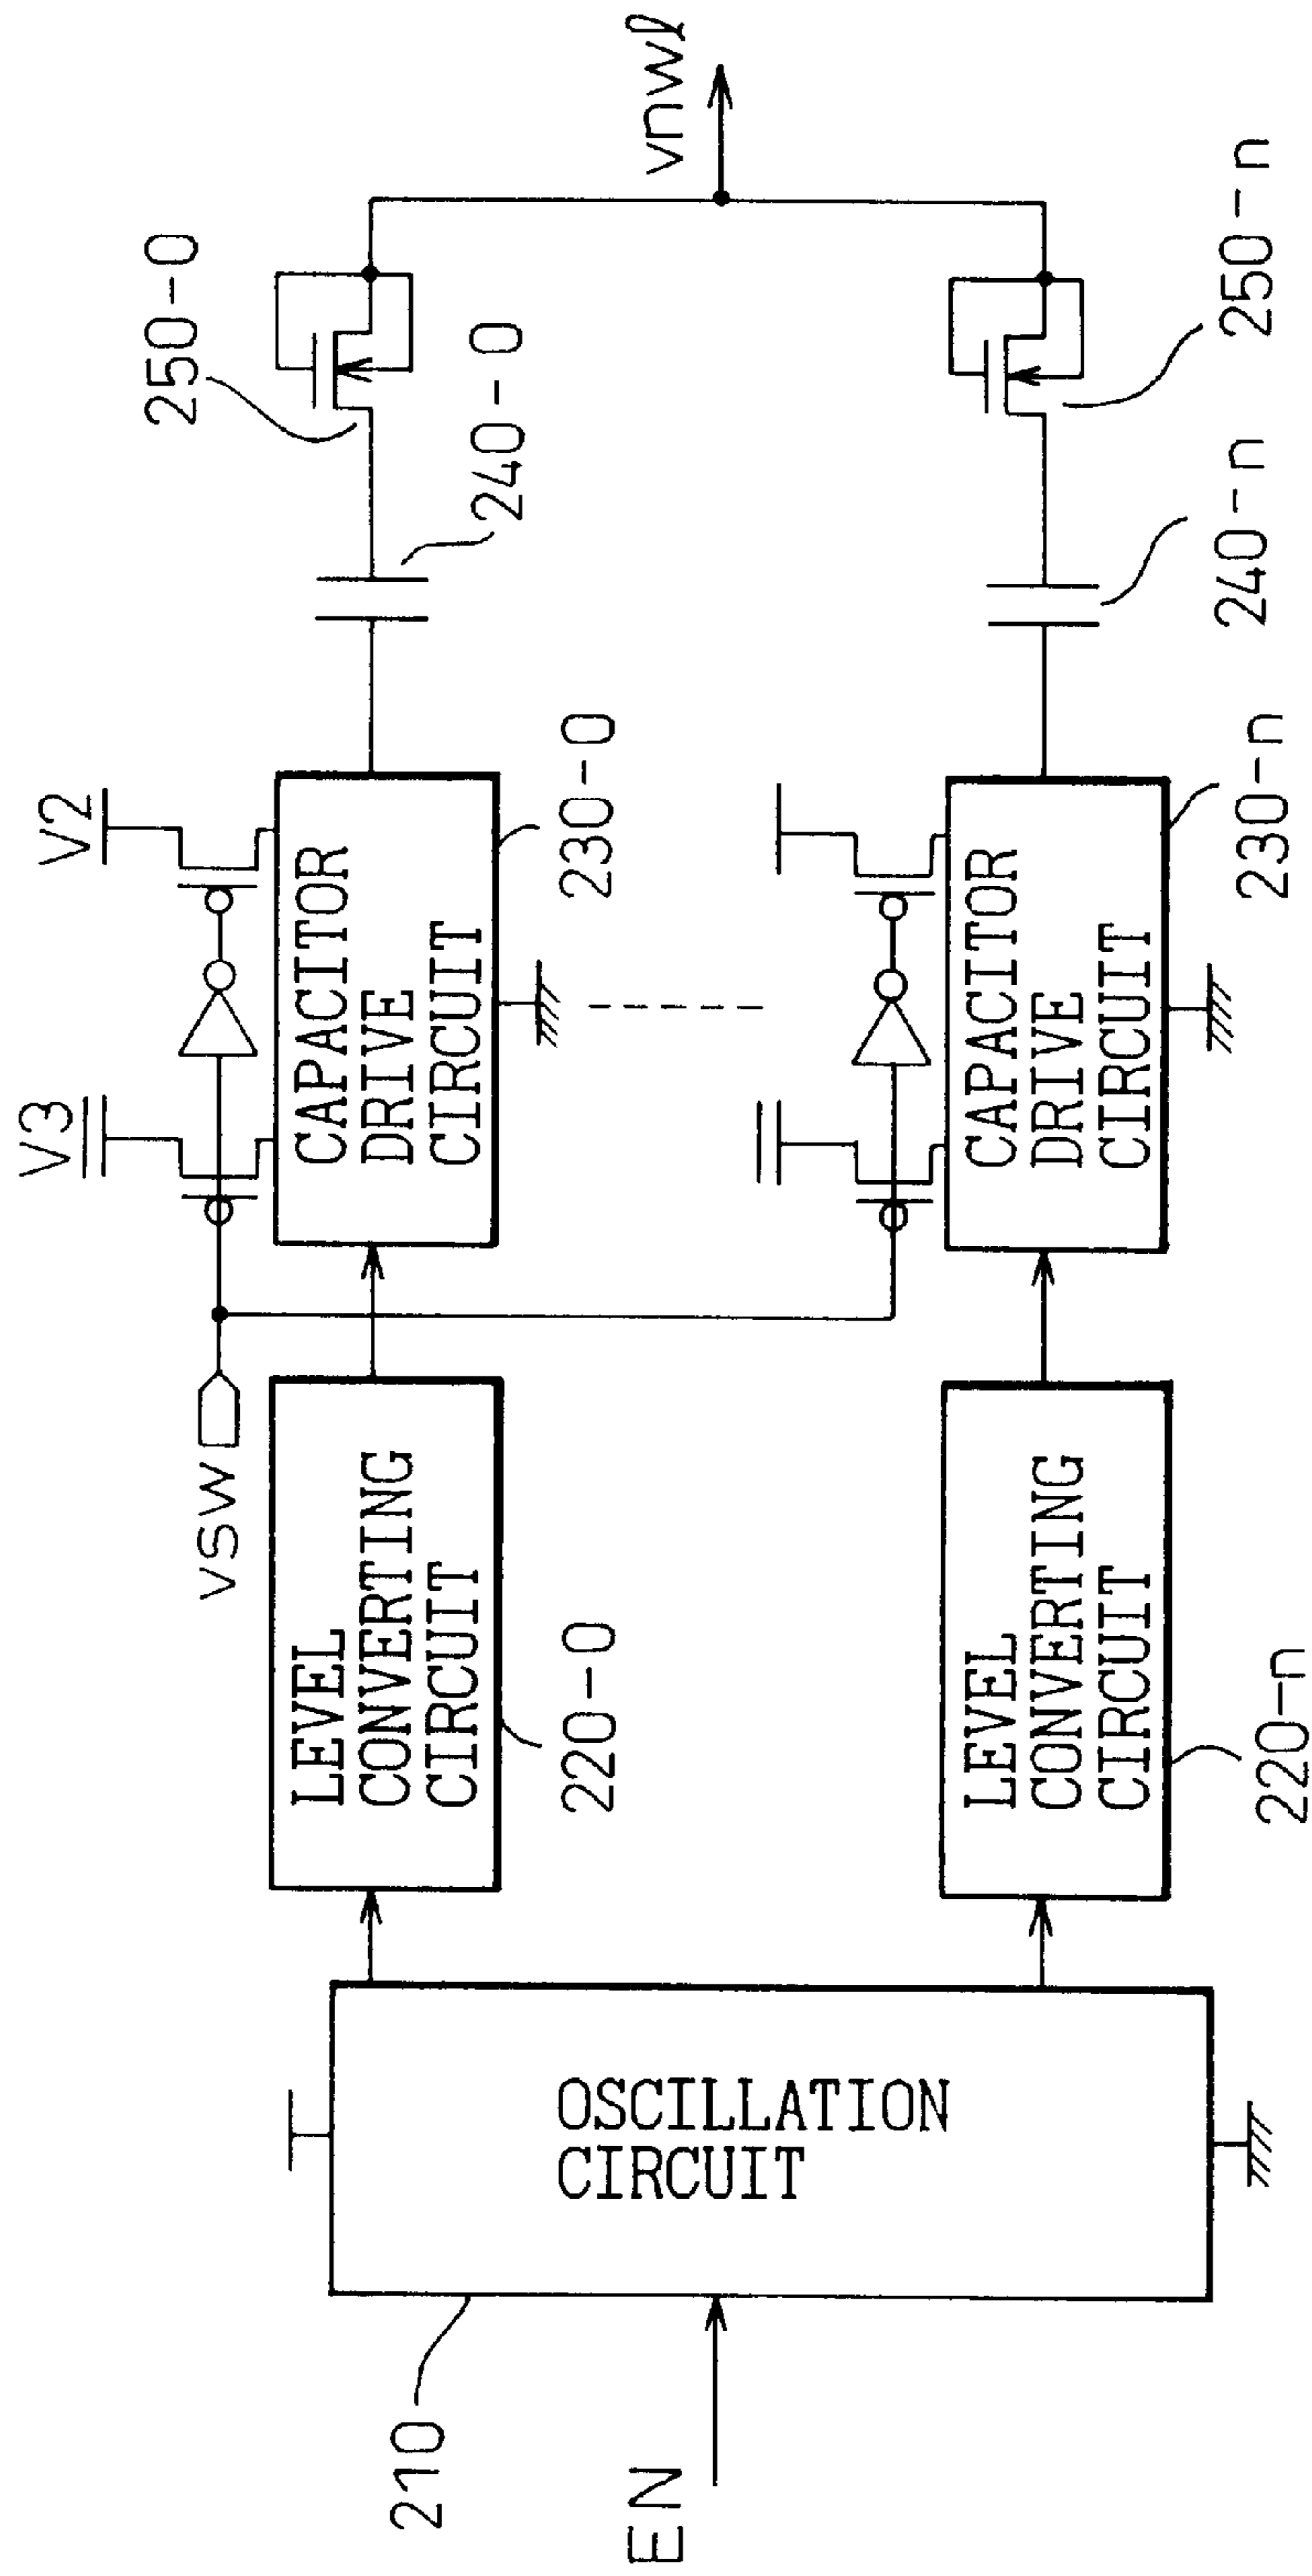 EN
210
OSCILLATION
CIRCUIT
LEVEL
CONVERTING
CIRCUIT
220-0
vsw
V3
V2
CAPACITOR
DRIVE
CIRCUIT
230-0
240-0
250-0
vnwl
LEVEL
CONVERTING
CIRCUIT
220-n
CAPACITOR
DRIVE
CIRCUIT
230-n
240-n
250-n